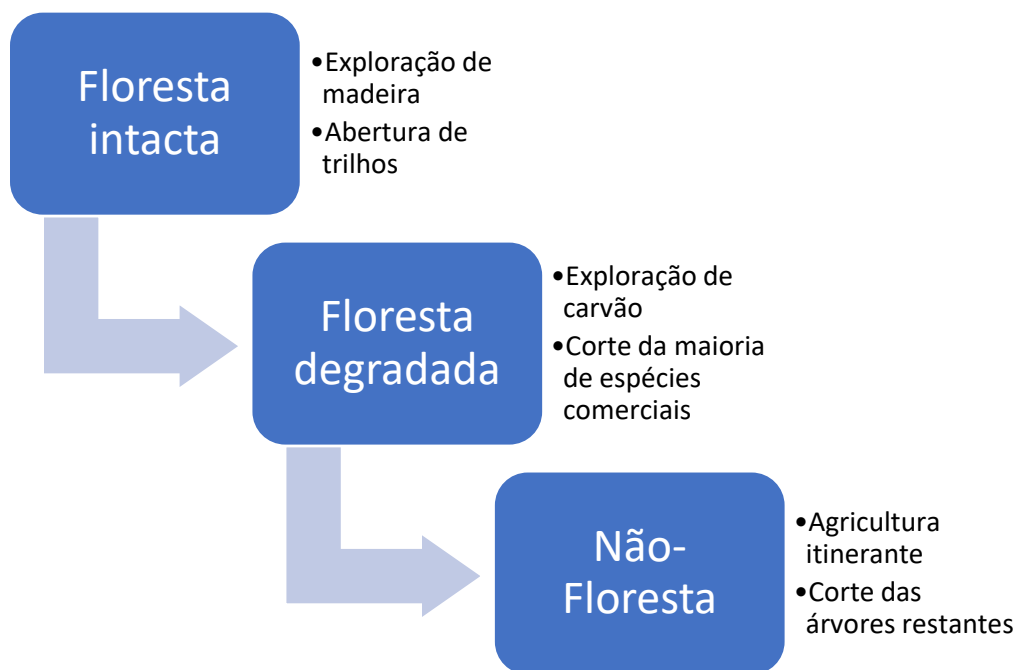 Floresta
intacta
•Exploração de
madeira
•Abertura de
trilhos
Floresta
degradada
•Exploração de
carvão
•Corte da maioria
de espécies
comerciais
Não-
Floresta
•Agricultura
itinerante
•Corte das
árvores restantes